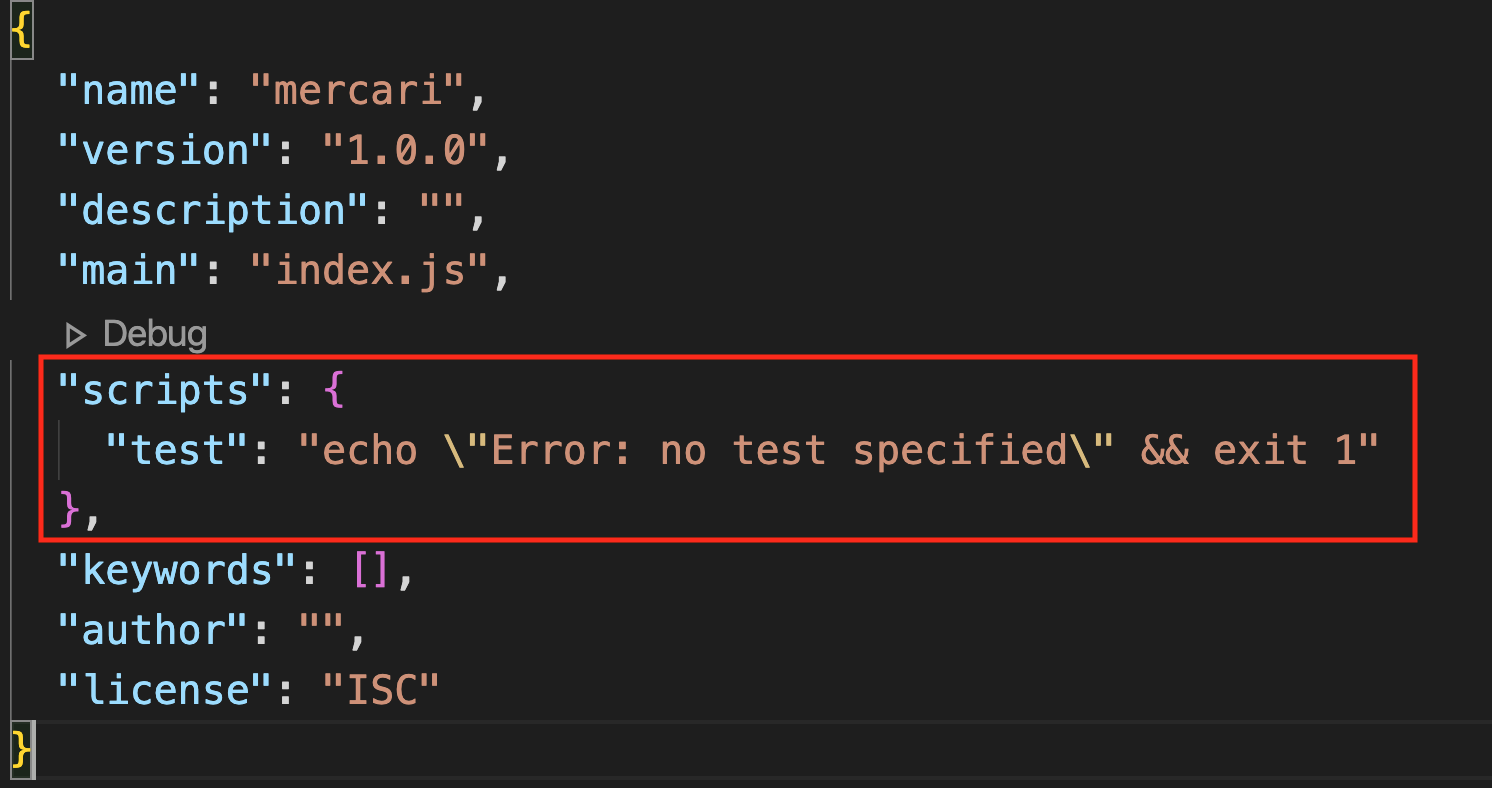 {
"name": "mercari",
"version": "1.0.0",
"description": "",
"main": "index.js",
Debug
"scripts": {
"test": "echo \"Error: no test specified\" && exit 1"
},
"keywords": [],
"author": "",
"license": "ISC"
}